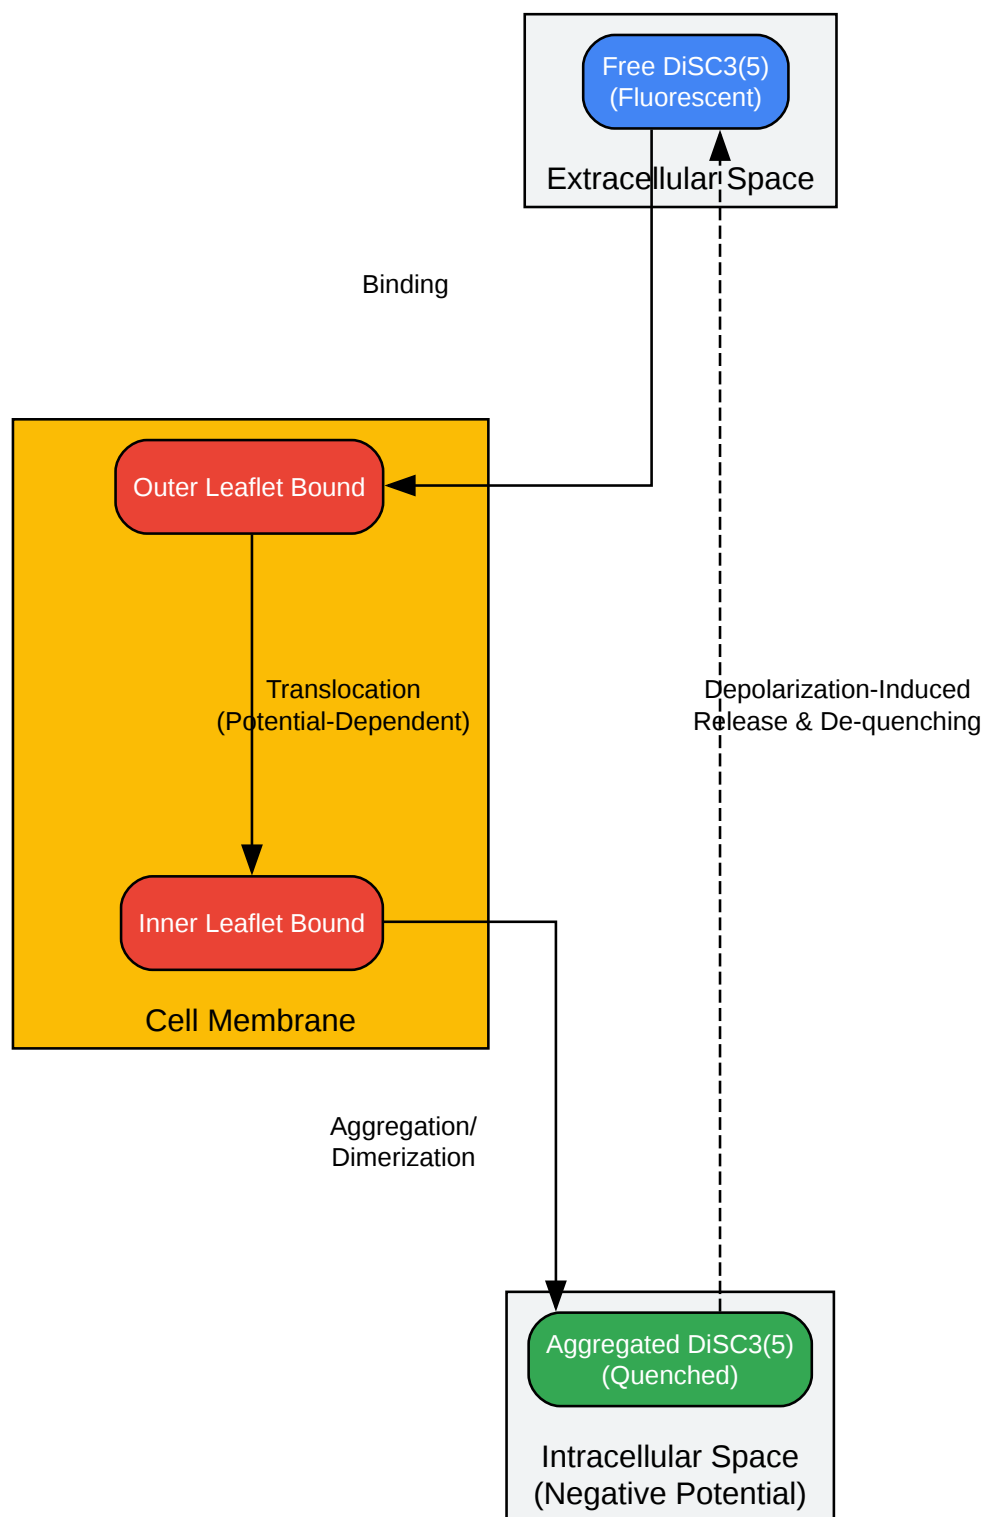 Free DiSC3(5)
(Fluorescent)
Extracellular Space
Binding
Outer Leaflet Bound
Translocation
(Potential-Dependent)
Depolarization-Induced
Release & De-quenching
Inner Leaflet Bound
Cell Membrane
Aggregation/
Dimerization
Aggregated DiSC3(5)
(Quenched)
Intracellular Space
(Negative Potential)